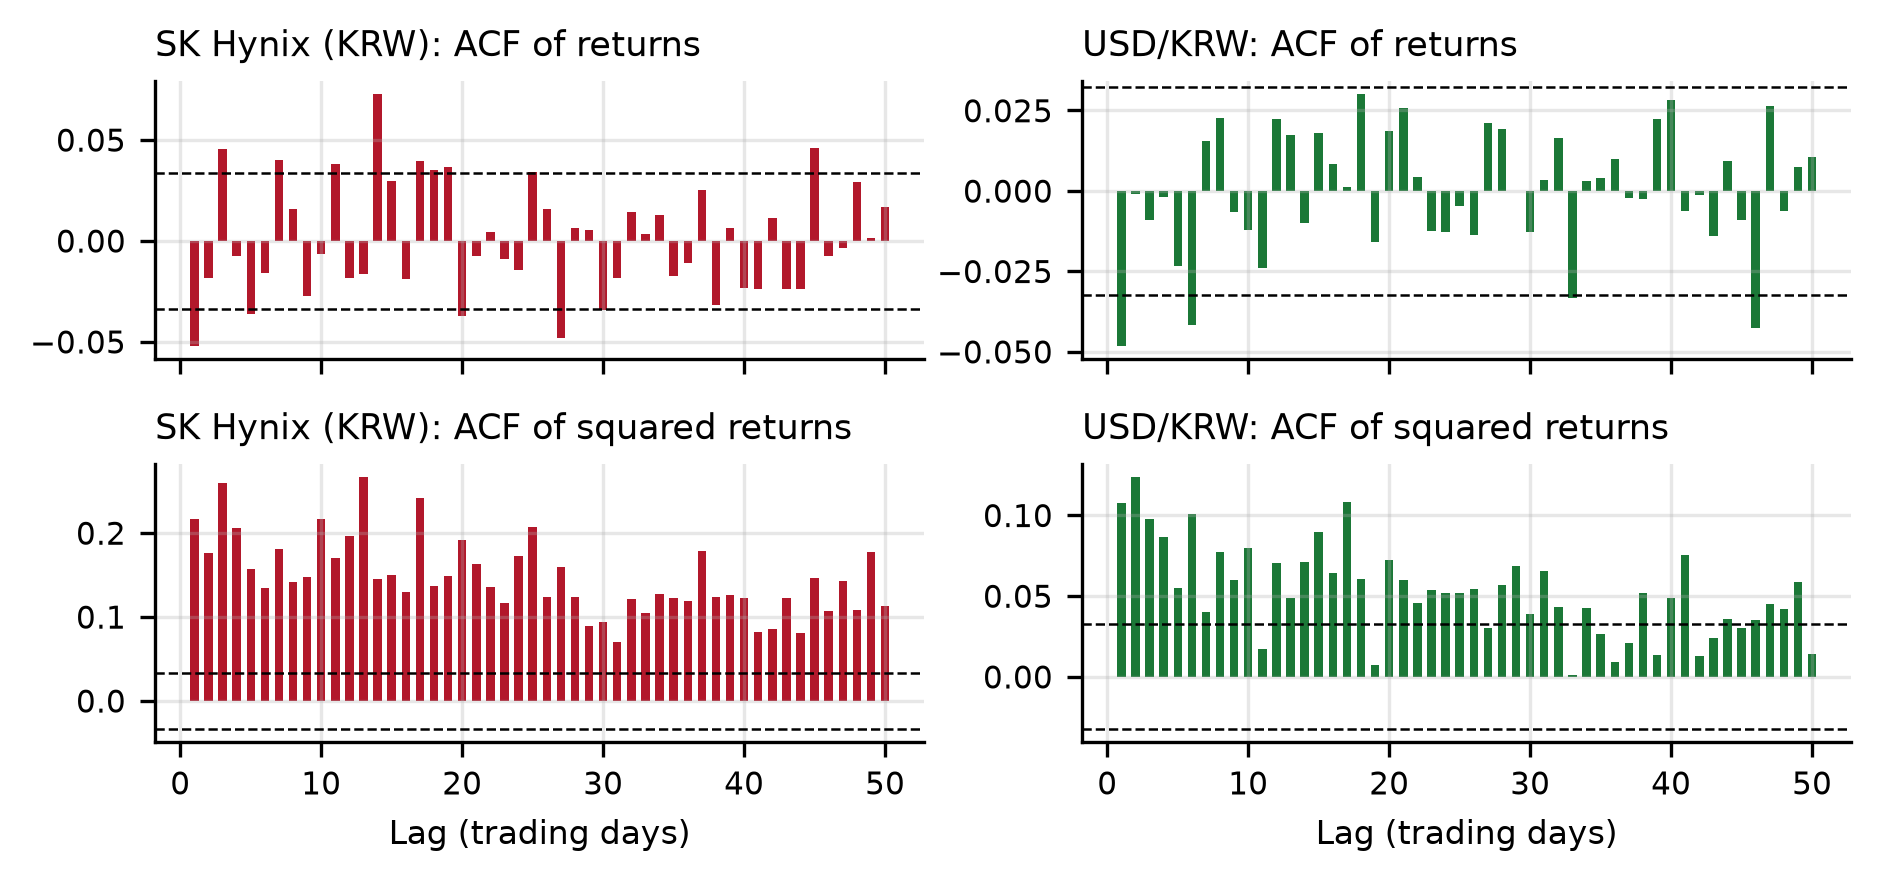 SK Hynix (KRW): ACF of returns
0.05
0.00
−0.05
USD/KRW: ACF of returns
0.025
0.000
−0.025
−0.050
SK Hynix (KRW): ACF of squared returns
0.2
0.1
0.0
0 10 20 30 40 50
Lag (trading days)
USD/KRW: ACF of squared returns
0.10
0.05
0.00
0 10 20 30 40 50
Lag (trading days)